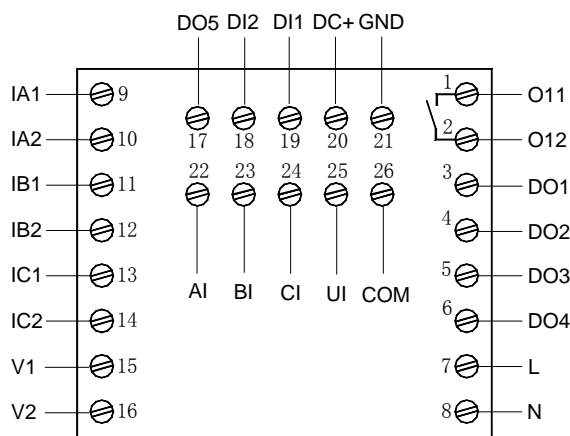 DO5 DI2 DI1 DC+ GND
IA1 9 1 O11
17 18 19 20 21
IA2 10 2 O12
22 23 24 25 26
IB1 11 3 DO1
IB2 12 4 DO2
IC1 13 5 DO3
AI BI CI UI COM
IC2 14 6 DO4
V1 15 7 L
V2 16 8 N